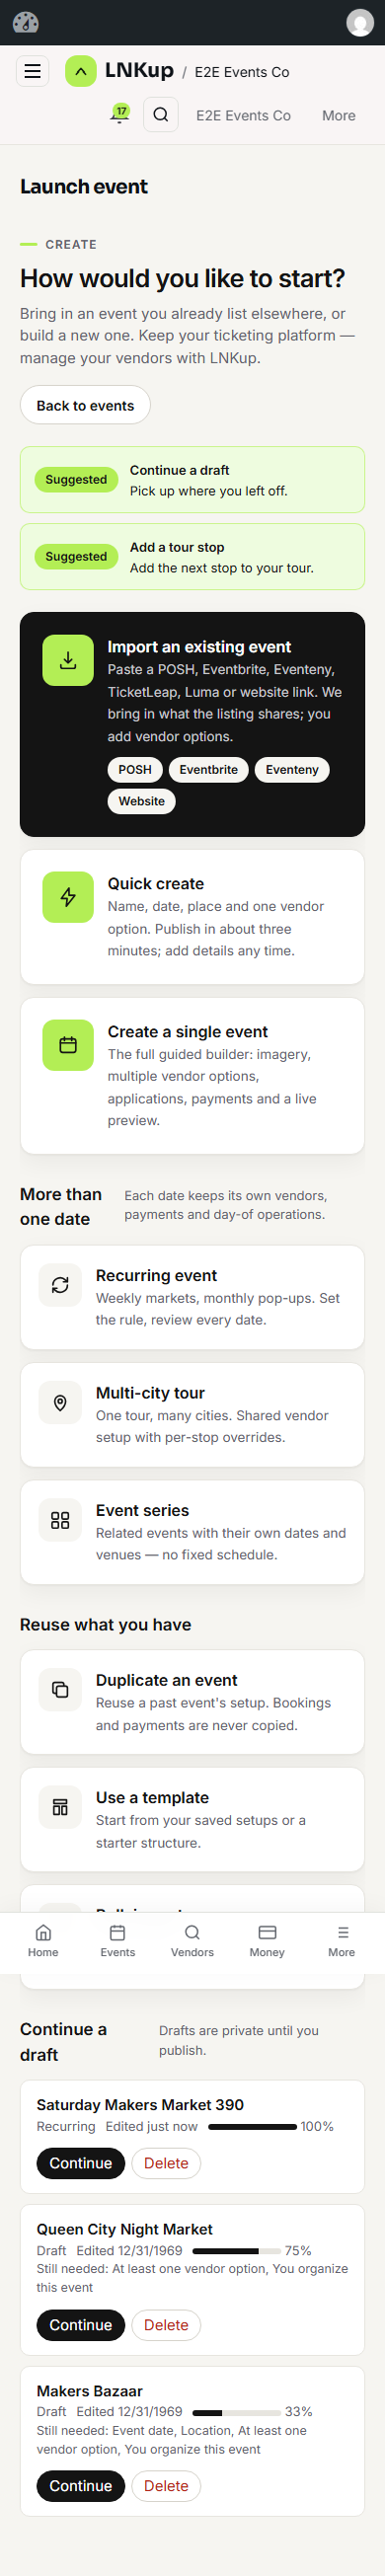 LNKup / E2E Events Co
17
E2E Events Co
More
Launch event
CREATE
How would you like to start?
Bring in an event you already list elsewhere, or
build a new one. Keep your ticketing platform —
manage your vendors with LNKup.
Back to events
Suggested
Continue a draft
Pick up where you left off.
Suggested
Add a tour stop
Add the next stop to your tour.
Import an existing event
Paste a POSH, Eventbrite, Eventeny,
TicketLeap, Luma or website link. We
bring in what the listing shares; you
add vendor options.
POSH
Eventbrite
Eventeny
Website
Quick create
Name, date, place and one vendor
option. Publish in about three
minutes; add details any time.
Create a single event
The full guided builder: imagery,
multiple vendor options,
applications, payments and a live
preview.
More than
one date
Each date keeps its own vendors,
payments and day-of operations.
Recurring event
Weekly markets, monthly pop-ups. Set
the rule, review every date.
Multi-city tour
One tour, many cities. Shared vendor
setup with per-stop overrides.
Event series
Related events with their own dates and
venues — no fixed schedule.
Reuse what you have
Duplicate an event
Reuse a past event's setup. Bookings
and payments are never copied.
Use a template
Start from your saved setups or a
starter structure.
Home
Events
Vendors
Money
More
Continue a
draft
Drafts are private until you
publish.
Saturday Makers Market 390
Recurring Edited just now 100%
Continue
Delete
Queen City Night Market
Draft Edited 12/31/1969 75%
Still needed: At least one vendor option, You organize
this event
Continue
Delete
Makers Bazaar
Draft Edited 12/31/1969 33%
Still needed: Event date, Location, At least one
vendor option, You organize this event
Continue
Delete